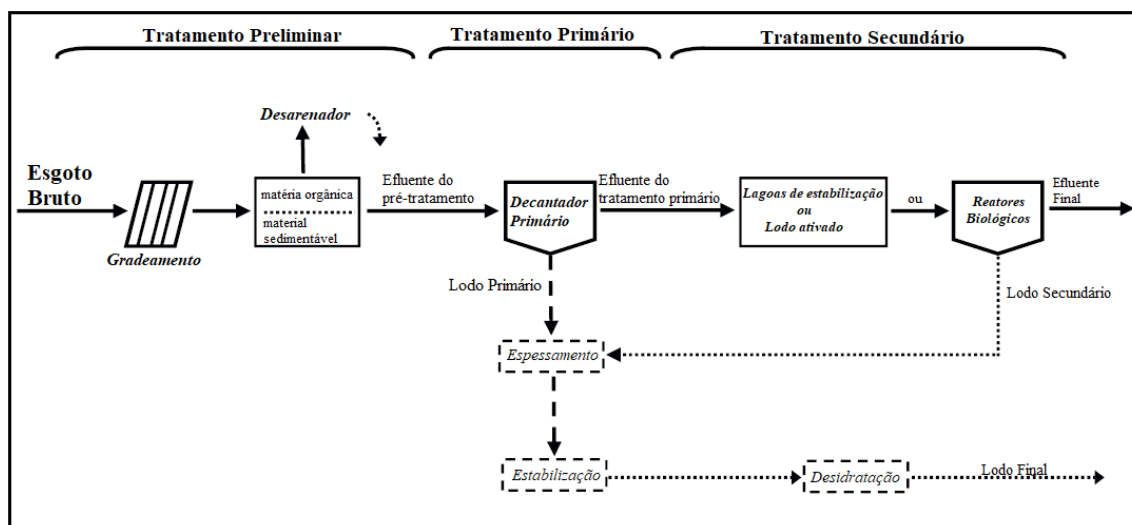 Tratamento Preliminar
Tratamento Primário
Tratamento Secundário
Desarenador
Esgoto
Bruto
matéria orgânica
material
sedimentável
Gradeamento
Efluente do
pré-tratamento
Decantador
Primário
Efluente do
tratamento primário
Lagoas de estabilização
ou
Lodo ativado
ou
Reatores
Biológicos
Efluente
Final
Lodo Primário
Lodo Secundário
Espessamento
Estabilização
Desidratação
Lodo Final